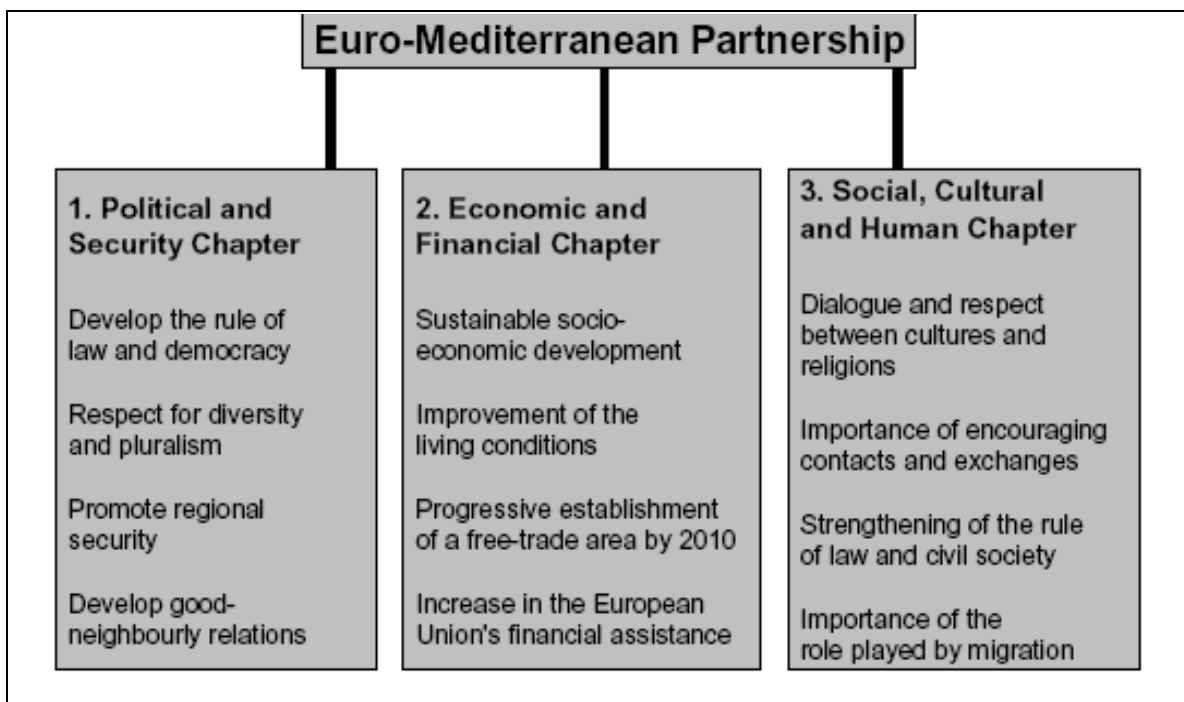 Euro-Mediterranean Partnership
1. Political and
Security Chapter
Develop the rule of
law and democracy
Respect for diversity
and pluralism
Promote regional
security
Develop good-
neighbourly relations
2. Economic and
Financial Chapter
Sustainable socio-
economic development
Improvement of the
living conditions
Progressive establishment
of a free-trade area by 2010
Increase in the European
Union's financial assistance
3. Social, Cultural
and Human Chapter
Dialogue and respect
between cultures and
religions
Importance of encouraging
contacts and exchanges
Strengthening of the rule
of law and civil society
Importance of the
role played by migration